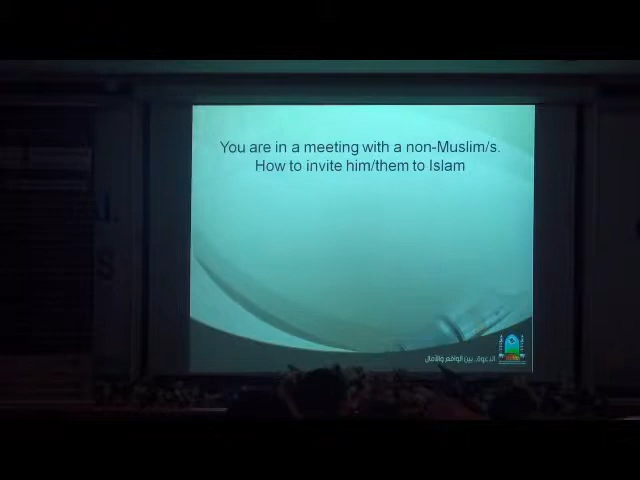 You are in a meeting with a non-Muslim/s.
How to invite him/them to Islam
الدعوة.. بين الواقع والآمال